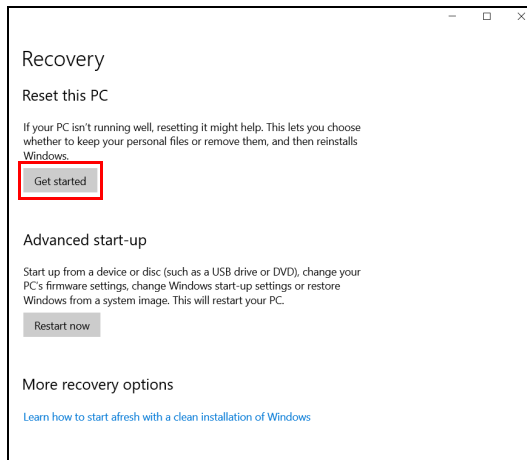 Recovery
Reset this PC
If your PC isn't running well, resetting it might help. This lets you choose
whether to keep your personal files or remove them, and then reinstalls
Windows.
Get started
Advanced start-up
Start up from a device or disc (such as a USB drive or DVD), change your
PC's firmware settings, change Windows start-up settings or restore
Windows from a system image. This will restart your PC.
Restart now
More recovery options
Learn how to start afresh with a clean installation of Windows